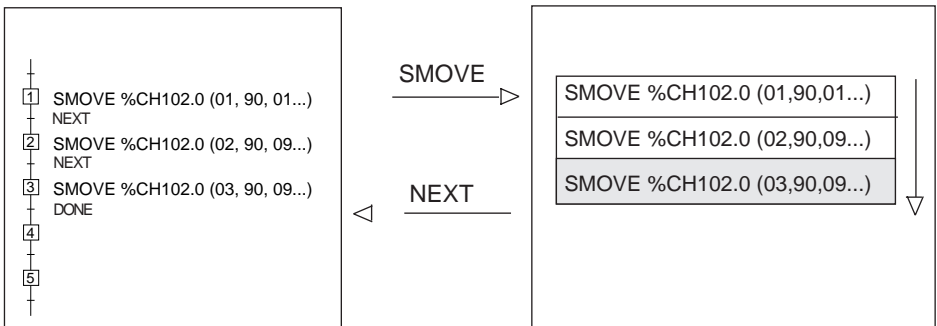 1 SMOVE %CH102.0 (01, 90, 01...)
NEXT
2 SMOVE %CH102.0 (02, 90, 09...)
NEXT
3 SMOVE %CH102.0 (03, 90, 09...)
DONE
4
5
SMOVE
NEXT
SMOVE %CH102.0 (01,90,01...)
SMOVE %CH102.0 (02,90,09...)
SMOVE %CH102.0 (03,90,09...)